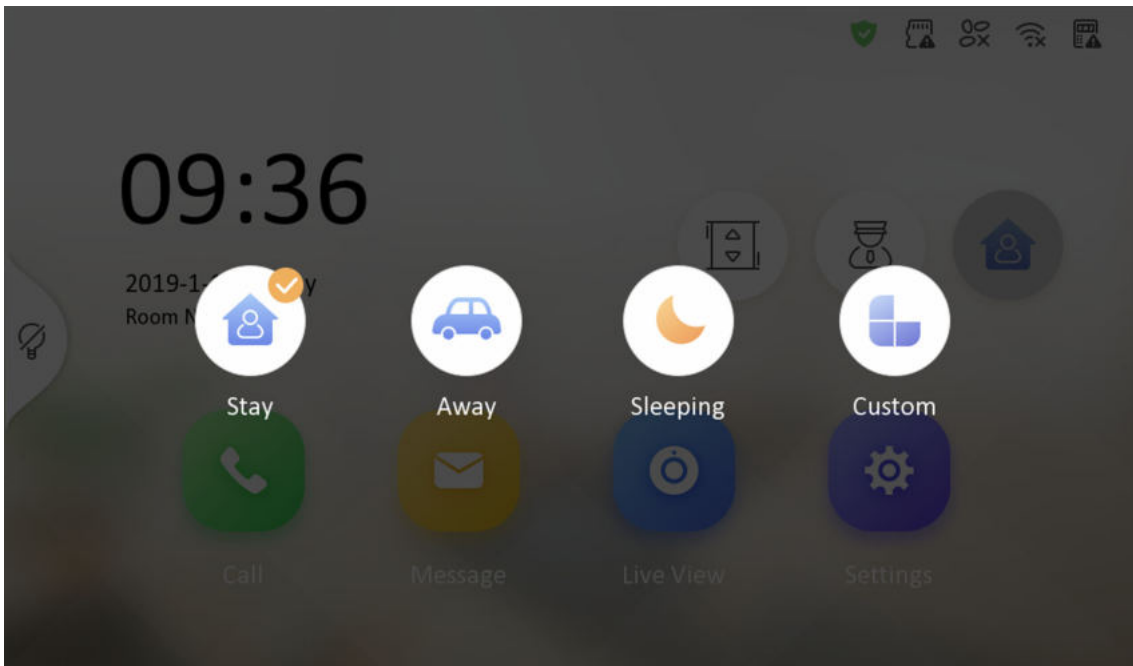 09:36
2019-1-
Room
Stay
Away
Sleeping
Custom
Call
Message
Live View
Settings